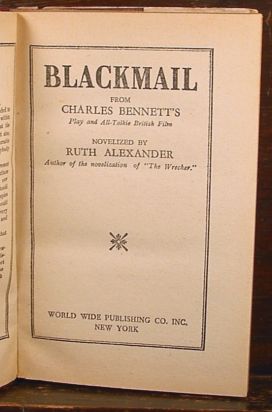 BLACKMAIL
FROM
CHARLES BENNETT'S
Play and All-Talkie British Film
NOVELIZED BY
RUTH ALEXANDER
Author of the novelization of "The Wrecker."
WORLD WIDE PUBLISHING CO. INC.
NEW YORK